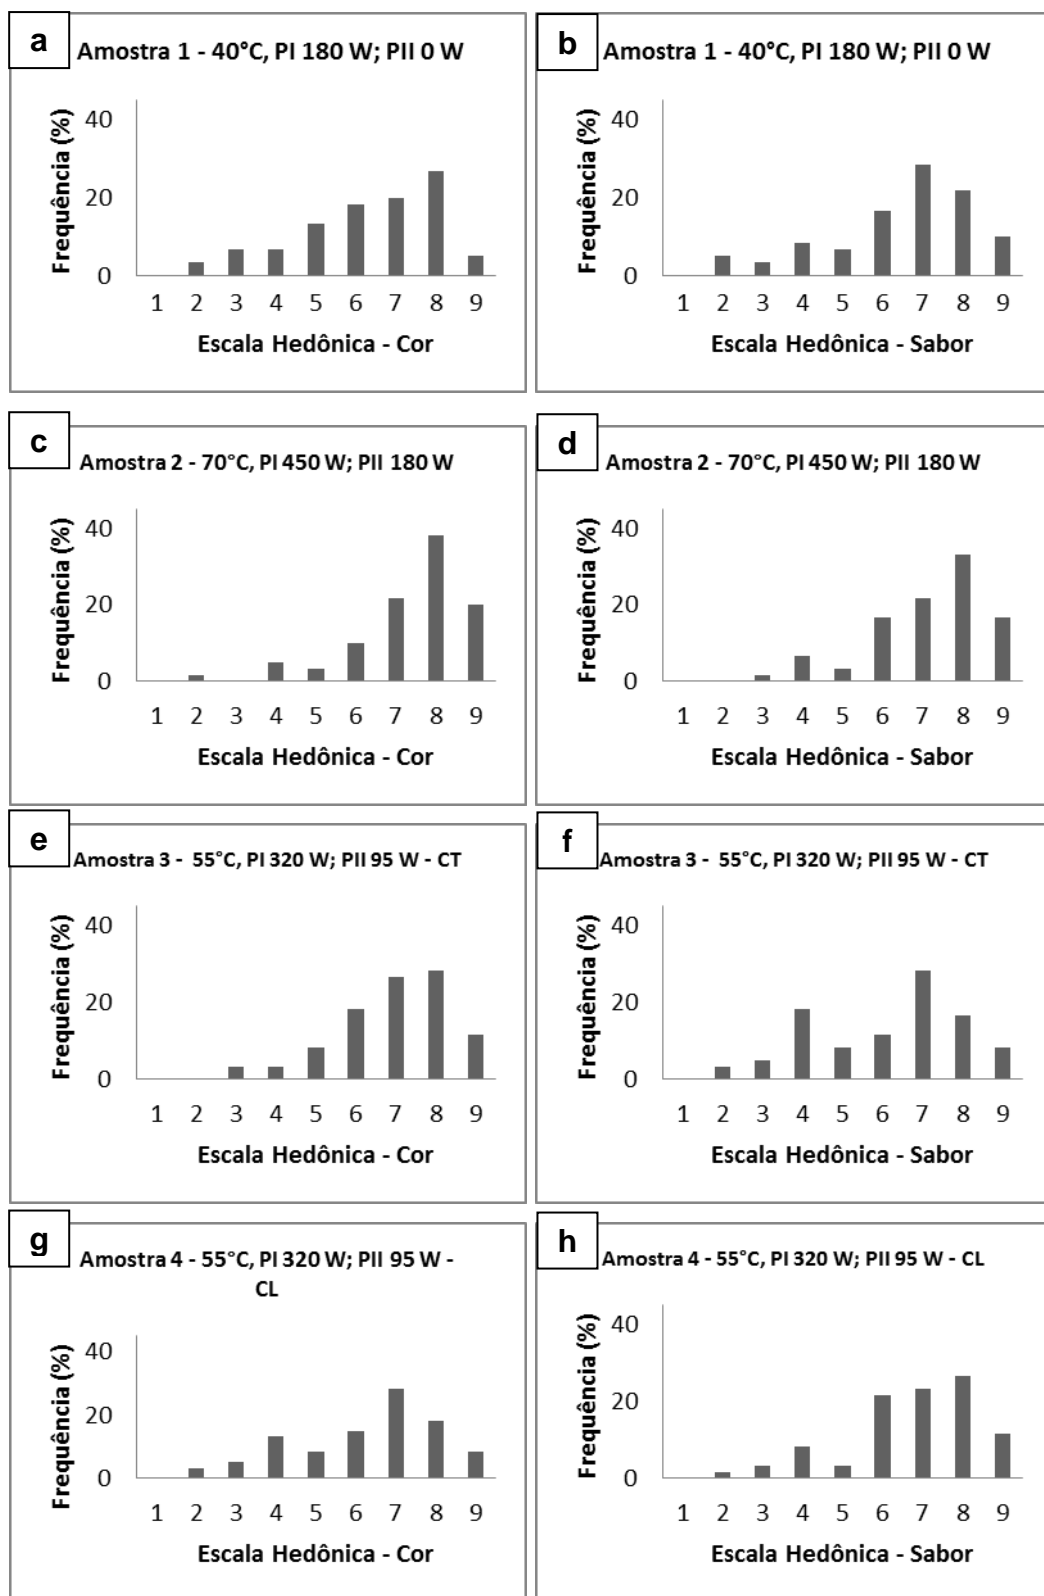 a
Amostra 1 - 40°C, PI 180 W; PII 0 W
Frequência (%)
40
20
0
1 2 3 4 5 6 7 8 9
Escala Hedônica - Cor
b
Amostra 1 - 40°C, PI 180 W; PII 0 W
Frequência (%)
40
20
0
1 2 3 4 5 6 7 8 9
Escala Hedônica - Sabor
c
Amostra 2 - 70°C, PI 450 W; PII 180 W
Frequência (%)
40
20
0
1 2 3 4 5 6 7 8 9
Escala Hedônica - Cor
d
Amostra 2 - 70°C, PI 450 W; PII 180 W
Frequência (%)
40
20
0
1 2 3 4 5 6 7 8 9
Escala Hedônica - Sabor
e
Amostra 3 - 55°C, PI 320 W; PII 95 W - CT
Frequência (%)
40
20
0
1 2 3 4 5 6 7 8 9
Escala Hedônica - Cor
f
Amostra 3 - 55°C, PI 320 W; PII 95 W - CT
Frequência (%)
40
20
0
1 2 3 4 5 6 7 8 9
Escala Hedônica - Sabor
g
Amostra 4 - 55°C, PI 320 W; PII 95 W -
CL
Frequência (%)
40
20
0
1 2 3 4 5 6 7 8 9
Escala Hedônica - Cor
h
Amostra 4 - 55°C, PI 320 W; PII 95 W - CL
Frequência (%)
40
20
0
1 2 3 4 5 6 7 8 9
Escala Hedônica - Sabor